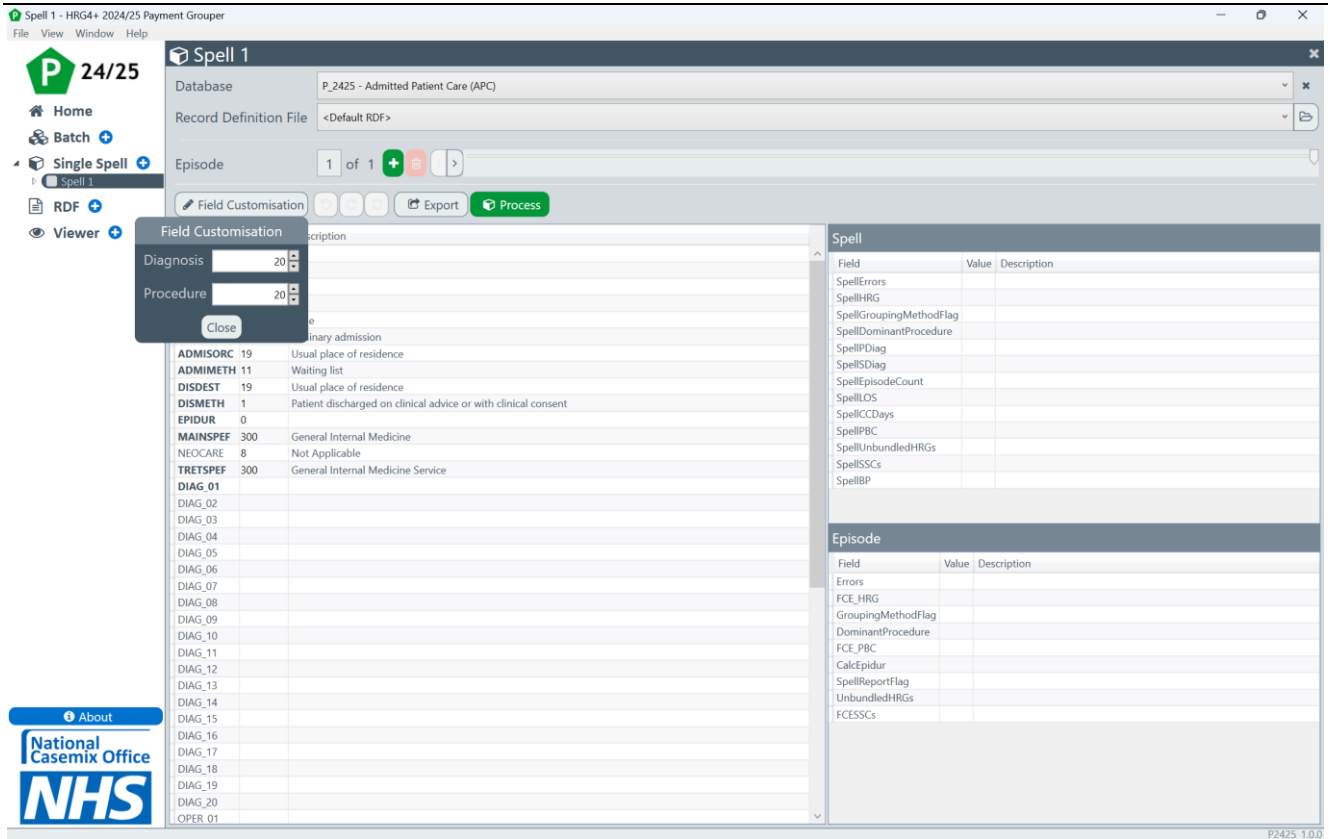 Spell 1 - HRG4+ 2024/25 Payment Grouper
File View Window Help
P 24/25
Home
Batch
Single Spell
Spell 1
RDF
Viewer
Spell 1
Database P_2425 - Admitted Patient Care (APC)
Record Definition File <Default RDF>
Episode 1 of 1
Field Customisation Export Process
Field Customisation
Diagnosis 20
Procedure 20
Close
cription
e
inary admission
ADMISORC 19 Usual place of residence
ADMIMETH 11 Waiting list
DISDEST 19 Usual place of residence
DISMETH 1 Patient discharged on clinical advice or with clinical consent
EPIDUR 0
MAINSPEF 300 General Internal Medicine
NEOCARE 8 Not Applicable
TRETSPEF 300 General Internal Medicine Service
DIAG_01
DIAG_02
DIAG_03
DIAG_04
DIAG_05
DIAG_06
DIAG_07
DIAG_08
DIAG_09
DIAG_10
DIAG_11
DIAG_12
DIAG_13
DIAG_14
DIAG_15
DIAG_16
DIAG_17
DIAG_18
DIAG_19
DIAG_20
OPER_01
Spell
Field Value Description
SpellErrors
SpellHRG
SpellGroupingMethodFlag
SpellDominantProcedure
SpellPDiag
SpellSDiag
SpellEpisodeCount
SpellLOS
SpellCCDays
SpellPBC
SpellUnbundledHRGs
SpellSSCs
SpellBP
Episode
Field Value Description
Errors
FCE_HRG
GroupingMethodFlag
DominantProcedure
FCE_PBC
CalcEpidur
SpellReportFlag
UnbundledHRGs
FCESSCs
About
National
Casemix Office
NHS
P2425 1.0.0